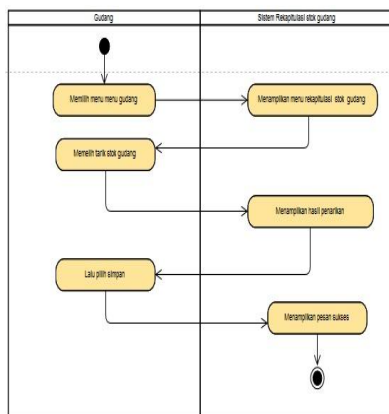 Gudang
Sistem Rekapitulasi stok gudang
Memilih menu menu gudang
Menampilkan menu rekapitulasi stok gudang
Memelih tarik stok gudang
Menampilkan hasil penarikan
Lalu pilih simpan
Menampilkan pesan sukses